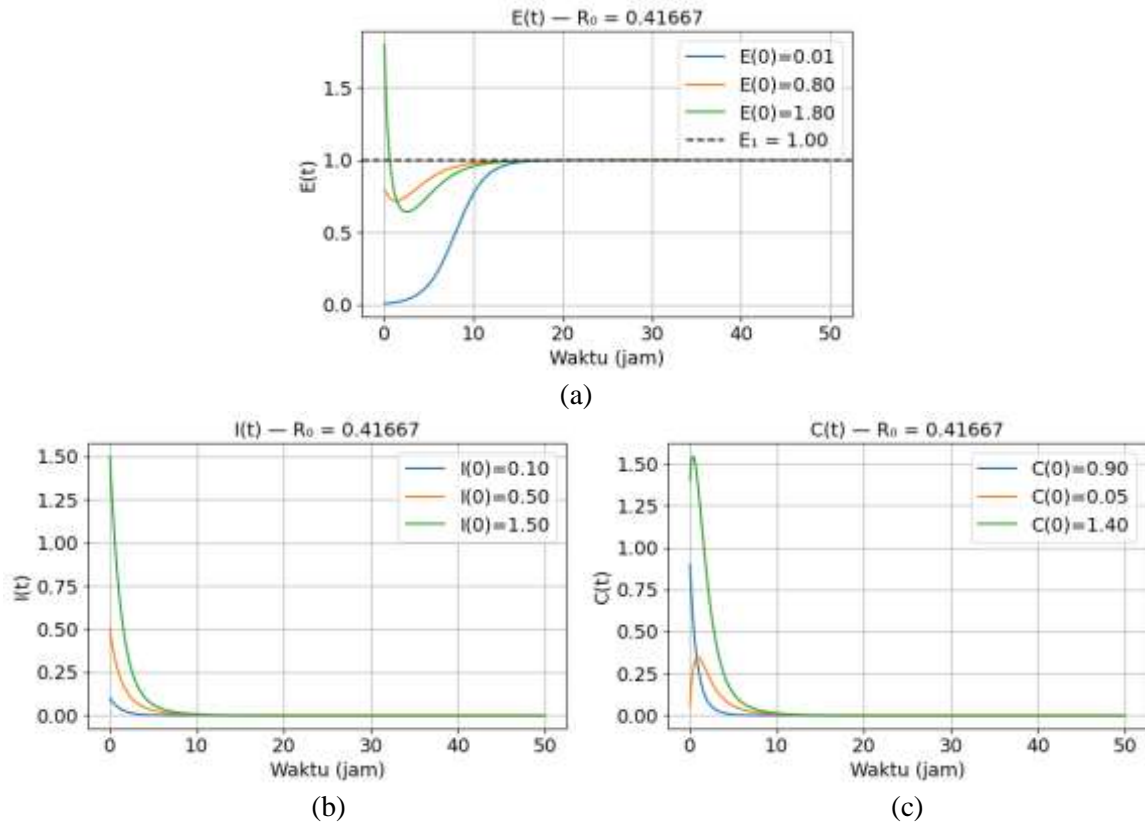 E(t) — R₀ = 0.41667
E(0)=0.01
E(0)=0.80
E(0)=1.80
E₁ = 1.00
1.5
1.0
0.5
0.0
E(t)
0 10 20 30 40 50
Waktu (jam)
(a)
I(t) — R₀ = 0.41667
I(0)=0.10
I(0)=0.50
I(0)=1.50
1.50
1.25
1.00
0.75
0.50
0.25
0.00
I(t)
0 10 20 30 40 50
Waktu (jam)
(b)
C(t) — R₀ = 0.41667
C(0)=0.90
C(0)=0.05
C(0)=1.40
1.50
1.25
1.00
0.75
0.50
0.25
0.00
C(t)
0 10 20 30 40 50
Waktu (jam)
(c)